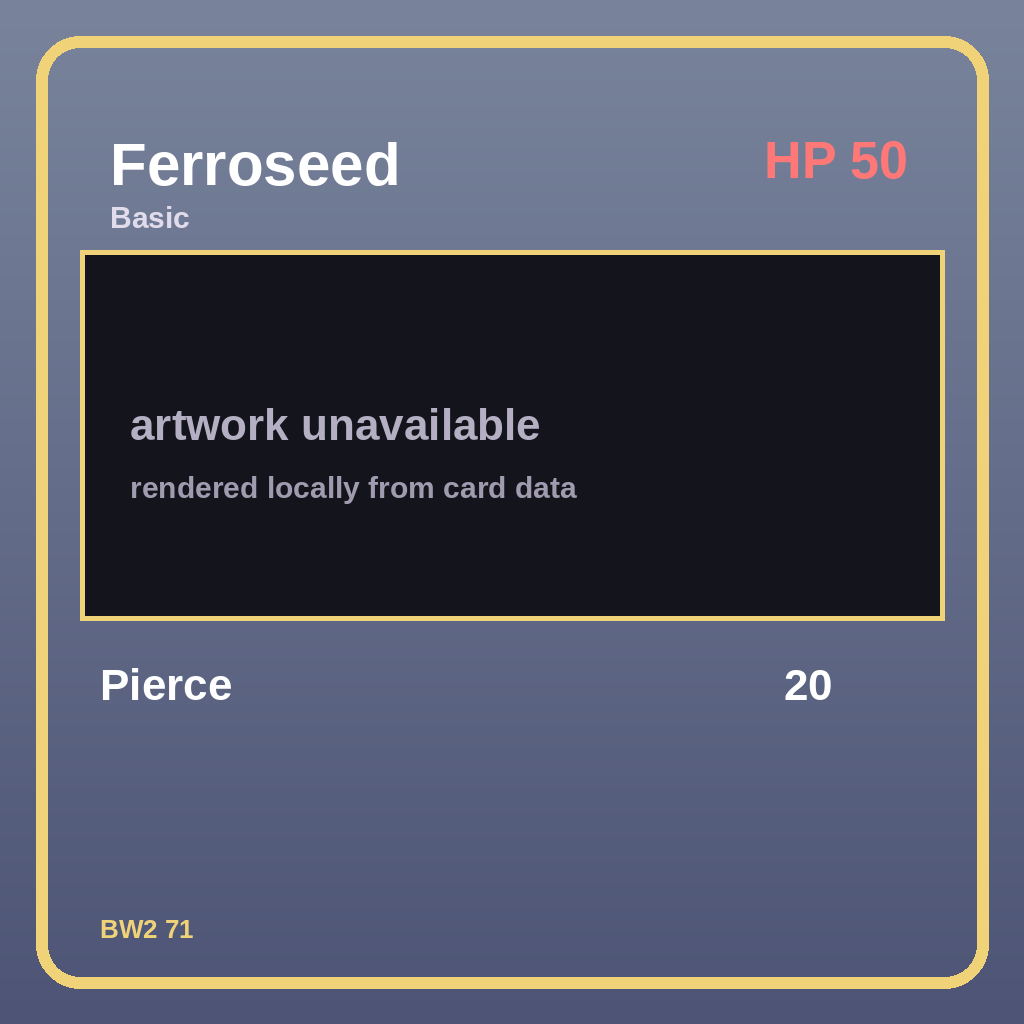 Ferroseed
HP 50
Basic
artwork unavailable
rendered locally from card data
Pierce
20
BW2 71